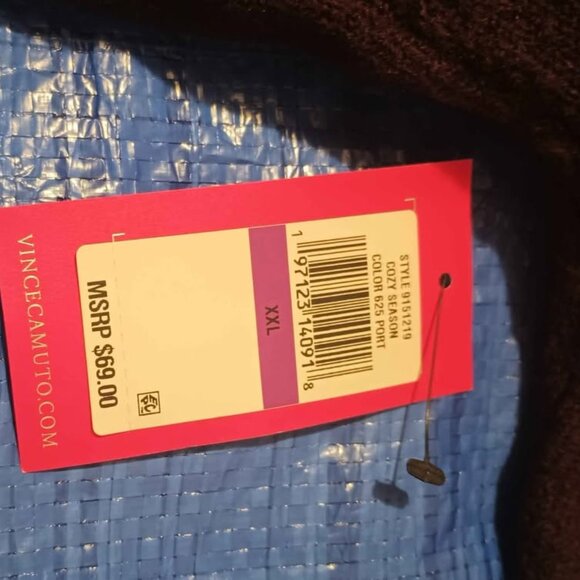 STYLE 9151219
COZY SEASON
COLOR 625 PORT
1 97123 14091 8
XXL
MSRP $69.00
VINCECAMUTO.COM